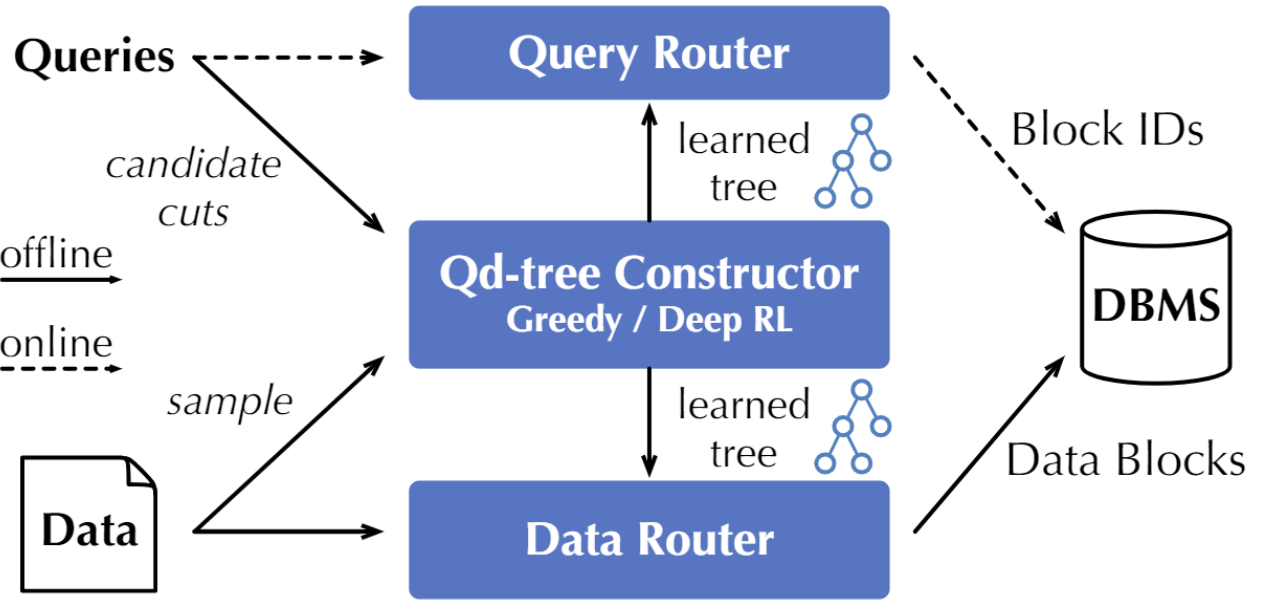 Queries
Query Router
candidate
cuts
learned
tree
Block IDs
offline
online
Qd-tree Constructor
Greedy / Deep RL
DBMS
sample
learned
tree
Data
Data Router
Data Blocks